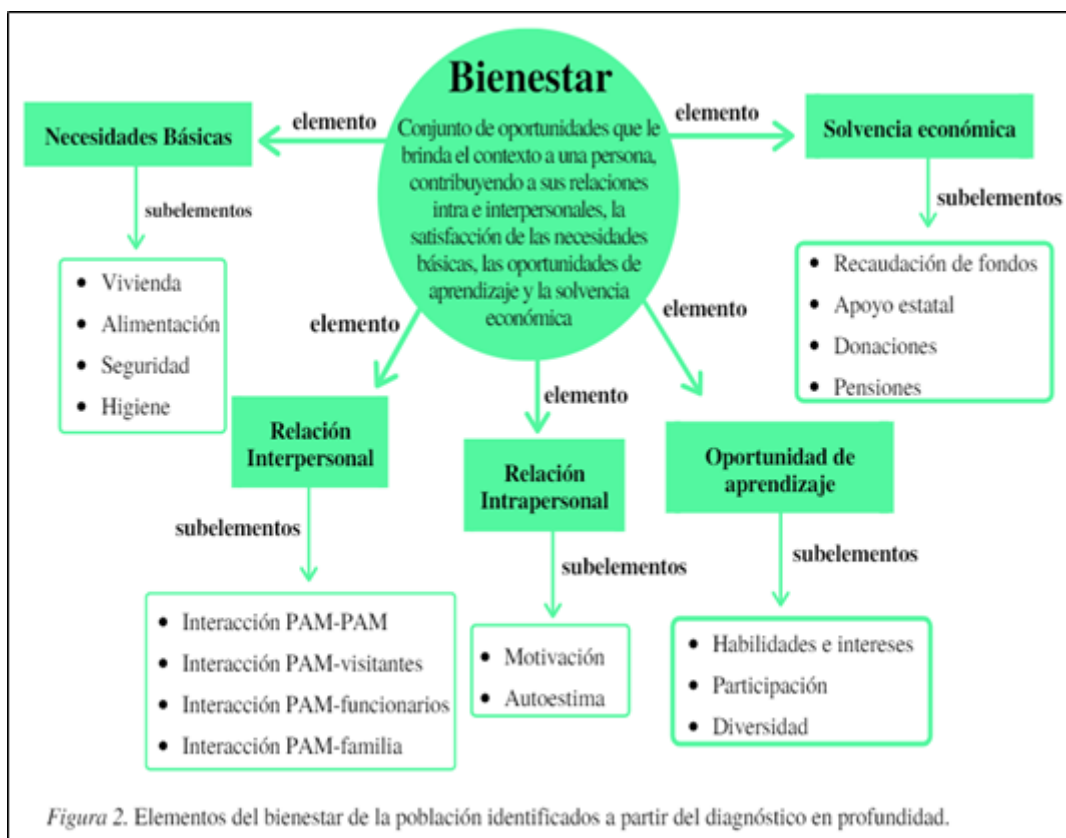 Bienestar
Conjunto de oportunidades que le
brinda el contexto a una persona,
contribuyendo a sus relaciones
intra e interpersonales, la
satisfacción de las necesidades
básicas, las oportunidades de
aprendizaje y la solvencia
económica
elemento
Necesidades Básicas
subelementos
• Vivienda
• Alimentación
• Seguridad
• Higiene
elemento
Relación
Interpersonal
subelementos
• Interacción PAM-PAM
• Interacción PAM-visitantes
• Interacción PAM-funcionarios
• Interacción PAM-familia
elemento
Relación
Intrapersonal
subelementos
• Motivación
• Autoestima
elemento
Oportunidad de
aprendizaje
subelementos
• Habilidades e intereses
• Participación
• Diversidad
elemento
Solvencia económica
subelementos
• Recaudación de fondos
• Apoyo estatal
• Donaciones
• Pensiones
Figura 2. Elementos del bienestar de la población identificados a partir del diagnóstico en profundidad.